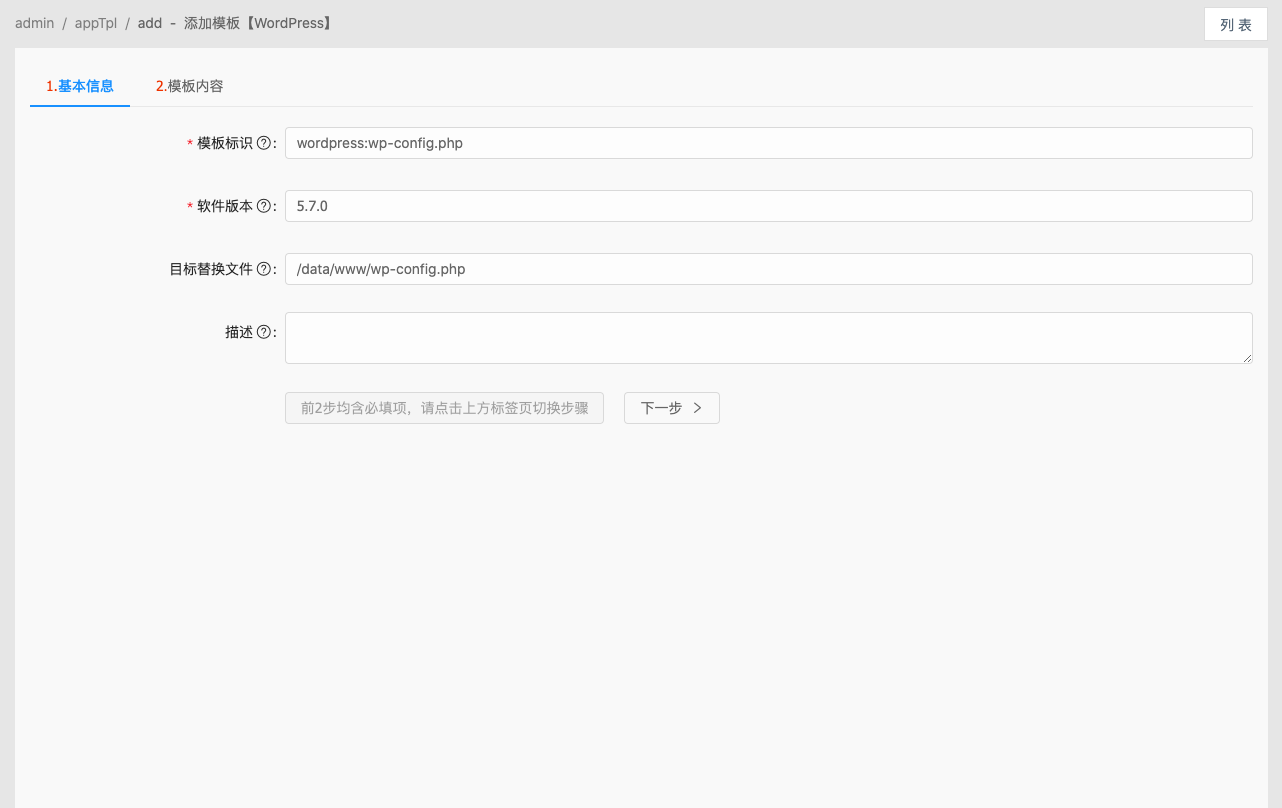 admin / appTpl / add - 添加模板【WordPress】
列 表
1.基本信息 2.模板内容
* 模板标识 ? : wordpress:wp-config.php
* 软件版本 ? : 5.7.0
目标替换文件 ? : /data/www/wp-config.php
描述 ? :
前2步均含必填项，请点击上方标签页切换步骤 下一步 >